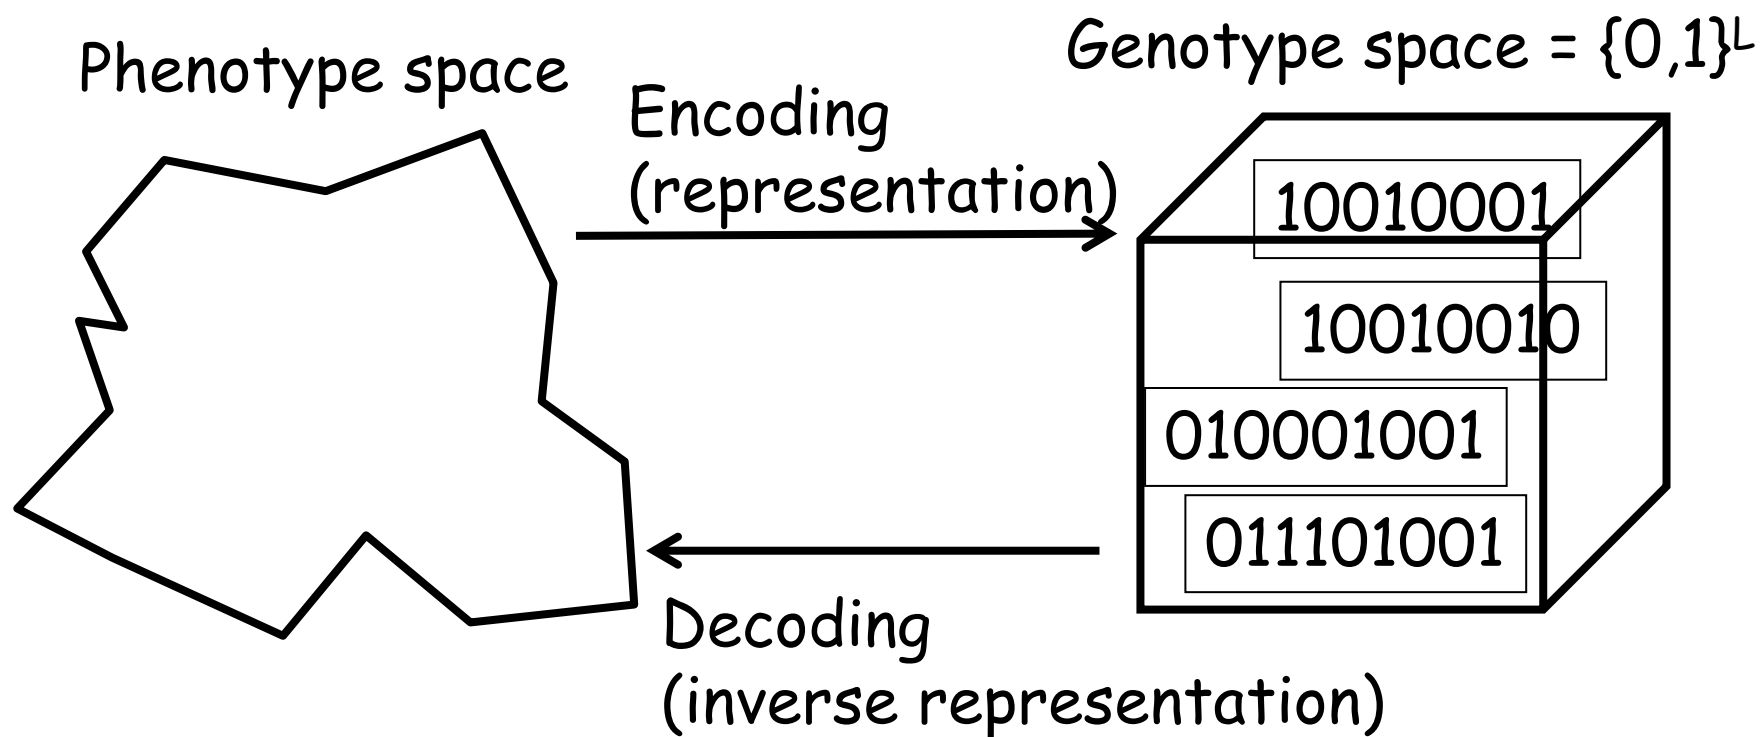 Phenotype space
Genotype space = {0,1}ᴸ
Encoding
(representation)
10010001
10010010
010001001
011101001
Decoding
(inverse representation)